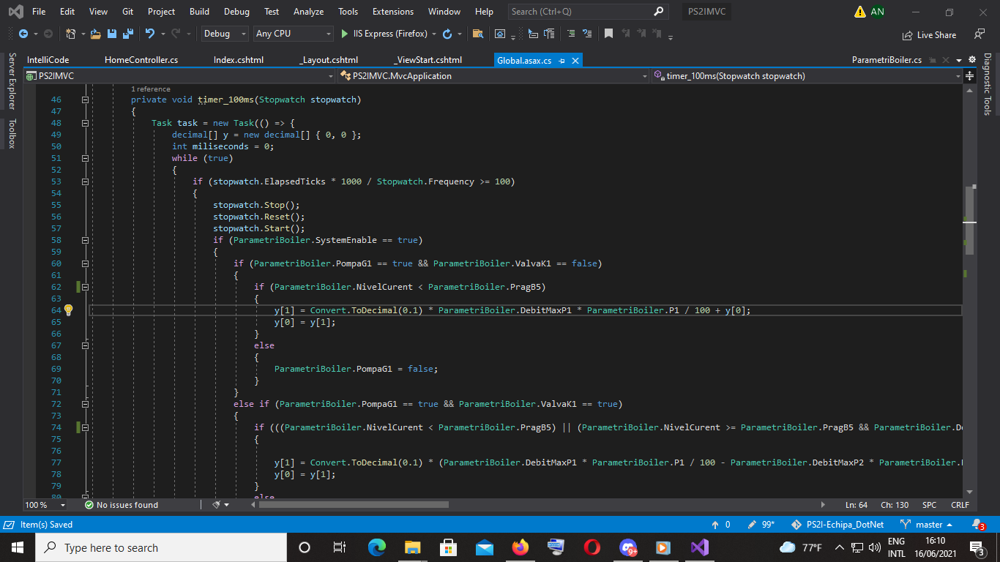 File Edit View Git Project Build Debug Test Analyze Tools Extensions Window Help Search (Ctrl+Q) PS2IMVC AN
Debug Any CPU IIS Express (Firefox) Live Share
IntelliCode HomeController.cs Index.cshtml _Layout.cshtml _ViewStart.cshtml Global.asax.cs ParametriBoiler.cs
PS2IMVC PS2IMVC.MvcApplication timer_100ms(Stopwatch stopwatch)
Server Explorer
Toolbox
Diagnostic Tools
1 reference
46 private void timer_100ms(Stopwatch stopwatch)
47 {
48 Task task = new Task(() => {
49 decimal[] y = new decimal[] { 0, 0 };
50 int miliseconds = 0;
51 while (true)
52 {
53 if (stopwatch.ElapsedTicks * 1000 / Stopwatch.Frequency >= 100)
54 {
55 stopwatch.Stop();
56 stopwatch.Reset();
57 stopwatch.Start();
58 if (ParametriBoiler.SystemEnable == true)
59 {
60 if (ParametriBoiler.PompaG1 == true && ParametriBoiler.ValvaK1 == false)
61 {
62 if (ParametriBoiler.NivelCurent < ParametriBoiler.PragB5)
63 {
64 y[1] = Convert.ToDecimal(0.1) * ParametriBoiler.DebitMaxP1 * ParametriBoiler.P1 / 100 + y[0];
65 y[0] = y[1];
66 }
67 else
68 {
69 ParametriBoiler.PompaG1 = false;
70 }
71 }
72 else if (ParametriBoiler.PompaG1 == true && ParametriBoiler.ValvaK1 == true)
73 {
74 if (((ParametriBoiler.NivelCurent < ParametriBoiler.PragB5) || (ParametriBoiler.NivelCurent >= ParametriBoiler.PragB5 && ParametriBoiler.De
75 {
76
77 y[1] = Convert.ToDecimal(0.1) * (ParametriBoiler.DebitMaxP1 * ParametriBoiler.P1 / 100 - ParametriBoiler.DebitMaxP2 * ParametriBoiler.
78 y[0] = y[1];
79 }
80 else
100 % No issues found Ln: 64 Ch: 130 SPC CRLF
Item(s) Saved 0 99* PS2I-Echipa_DotNet master 3
Type here to search 9+ 77°F ENG INTL 16:10 16/06/2021 3